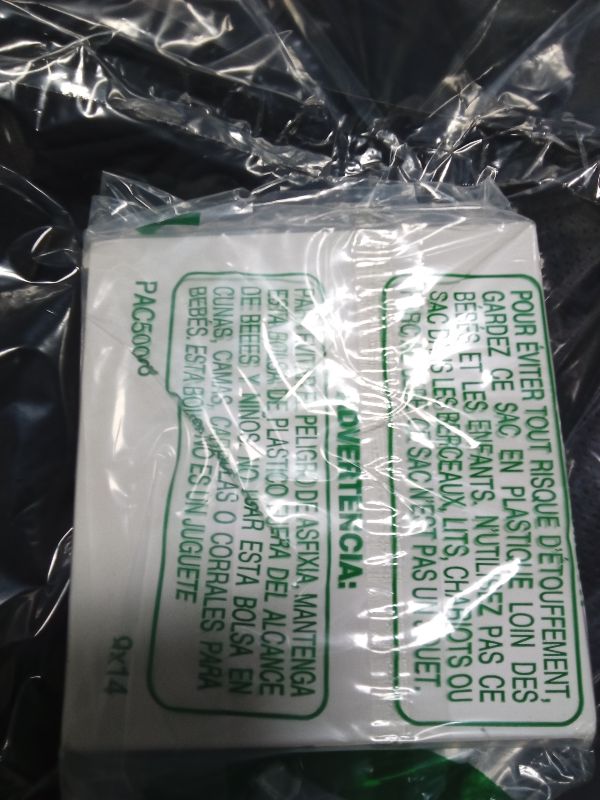 POUR ÉVITER TOUT RISQUE D'ÉTOUFFEMENT,
GARDEZ CE SAC EN PLASTIQUE LOIN DES
BEBÉS ET LES ENFANTS. N'UTILISEZ PAS CE
SAC DANS LES BERCEAUX, LITS, CHARIOTS OU
SAC N'EST PAS UN JOUET.
ADVERTENCIA:
PELIGRO DE ASFIXIA, MANTENGA
ESTA BOLSA DE PLASTICO FUERA DEL ALCANCE
DE BEBES Y NIÑOS. NO USAR ESTA BOLSA EN
CUNAS, CAMAS, O CORRALES PARA
BEBES. ESTA BOLSA NO ES UN JUGUETE
PAC5000
9x14